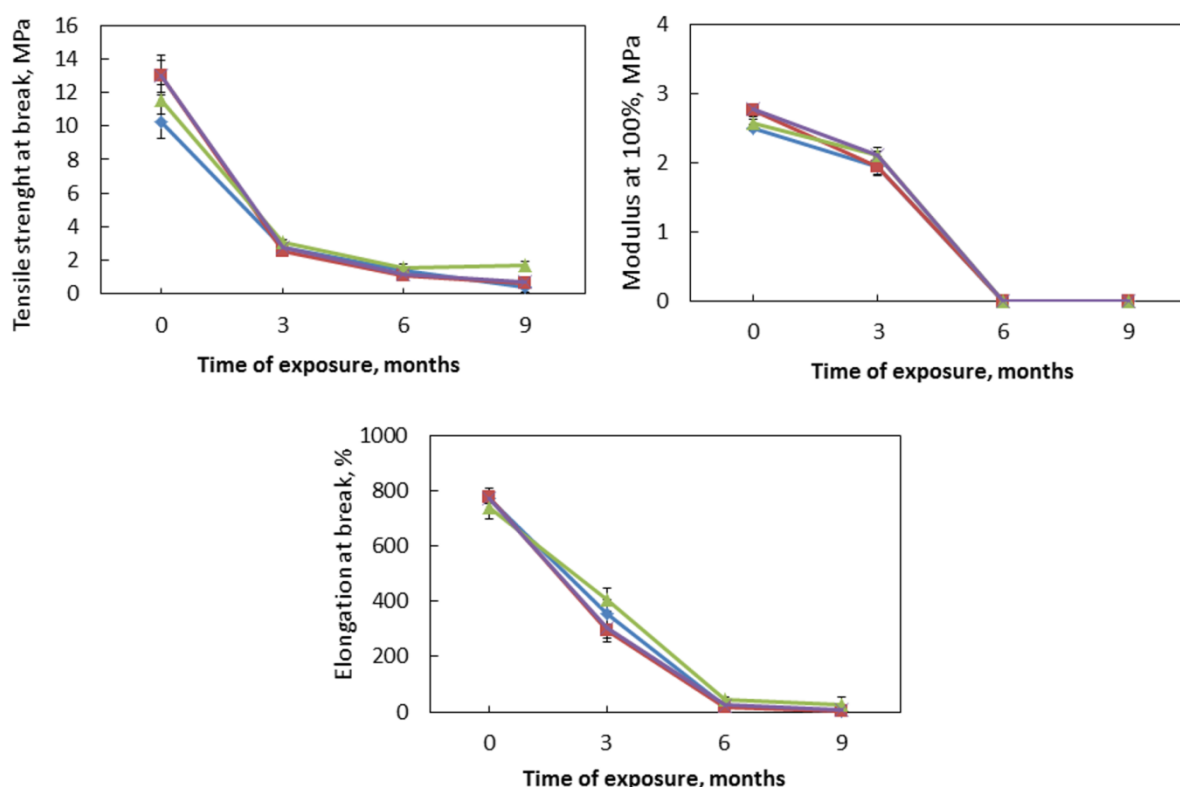 Tensile strenght at break, MPa
16
14
12
10
8
6
4
2
0
0 3 6 9
Time of exposure, months
Modulus at 100%, MPa
4
3
2
1
0
0 3 6 9
Time of exposure, months
Elongation at break, %
1000
800
600
400
200
0
0 3 6 9
Time of exposure, months